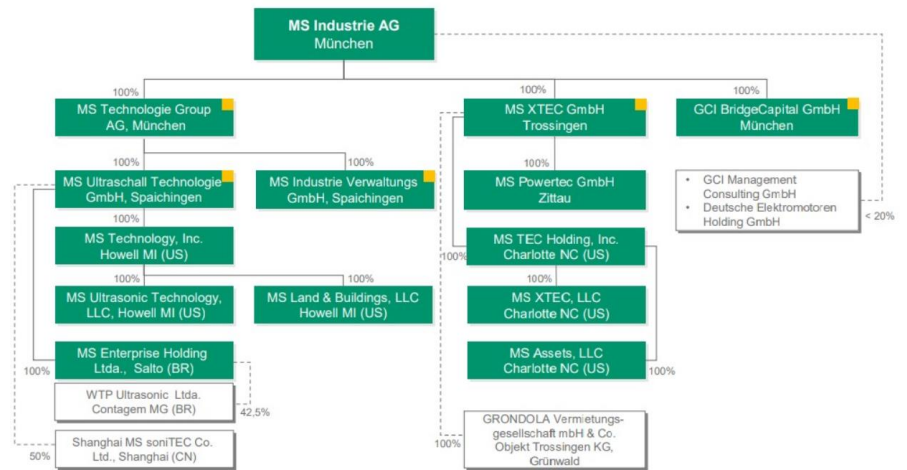 MS Industrie AG
München
100%
100%
100%
MS Technologie Group
AG, München
MS XTEC GmbH
Trossingen
GCI BridgeCapital GmbH
München
100%
100%
100%
MS Ultraschall Technologie
GmbH, Spaichingen
MS Industrie Verwaltungs
GmbH, Spaichingen
MS Powertec GmbH
Zittau
• GCI Management
Consulting GmbH
• Deutsche Elektromotoren
Holding GmbH
< 20%
100%
MS Technology, Inc.
Howell MI (US)
MS TEC Holding, Inc.
Charlotte NC (US)
100%
100%
100%
100%
MS Ultrasonic Technology,
LLC, Howell MI (US)
MS Land & Buildings, LLC
Howell MI (US)
MS XTEC, LLC
Charlotte NC (US)
MS Enterprise Holding
Ltda., Salto (BR)
100%
MS Assets, LLC
Charlotte NC (US)
100%
WTP Ultrasonic Ltda.
Contagem MG (BR)
42,5%
Shanghai MS soniTEC Co.
Ltd., Shanghai (CN)
50%
GRONDOLA Vermietungs-
gesellschaft mbH & Co.
Objekt Trossingen KG,
Grünwald
100%